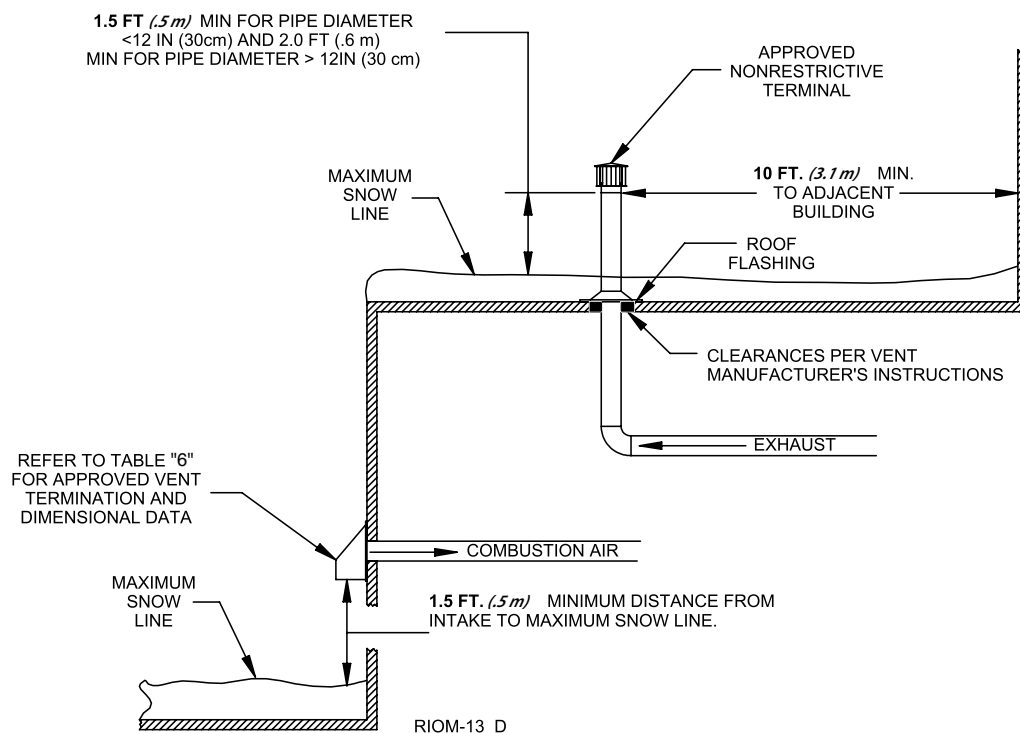 1.5 FT (.5 m) MIN FOR PIPE DIAMETER
<12 IN (30cm) AND 2.0 FT (.6 m)
MIN FOR PIPE DIAMETER > 12IN (30 cm)
APPROVED
NONRESTRICTIVE
TERMINAL
MAXIMUM
SNOW
LINE
10 FT. (3.1 m) MIN.
TO ADJACENT
BUILDING
ROOF
FLASHING
CLEARANCES PER VENT
MANUFACTURER'S INSTRUCTIONS
EXHAUST
REFER TO TABLE "6"
FOR APPROVED VENT
TERMINATION AND
DIMENSIONAL DATA
COMBUSTION AIR
MAXIMUM
SNOW
LINE
1.5 FT. (.5 m) MINIMUM DISTANCE FROM
INTAKE TO MAXIMUM SNOW LINE.
RIOM-13 D